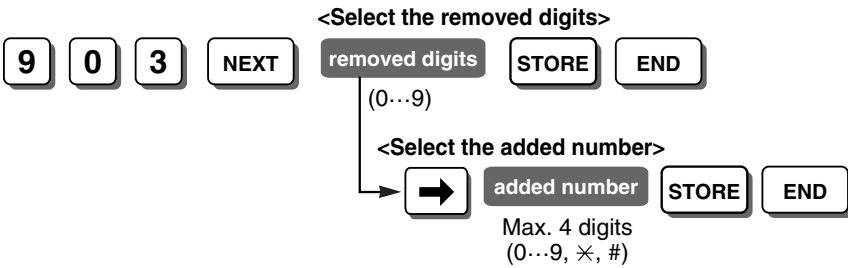 <Select the removed digits>
9 0 3 NEXT removed digits STORE END
(0···9)
<Select the added number>
➡ added number STORE END
Max. 4 digits
(0···9, ✳, #)